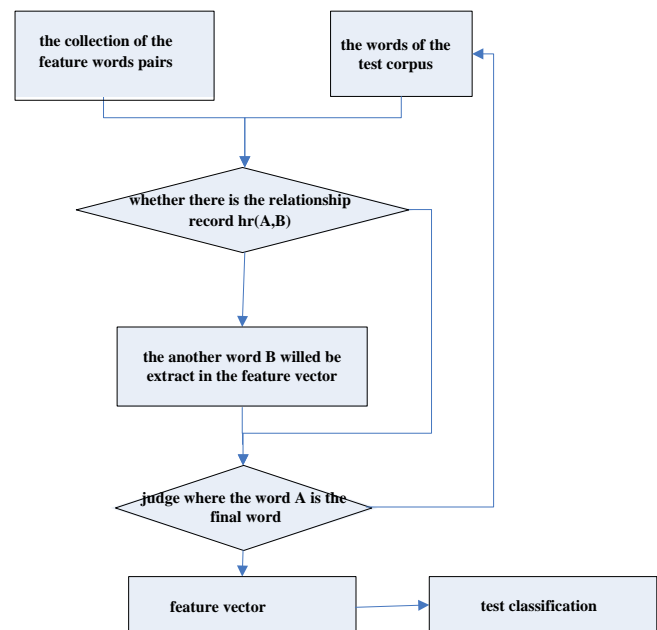 the collection of the
feature words pairs
the words of the
test corpus
whether there is the relationship
record hr(A,B)
the another word B willed be
extract in the feature vector
judge where the word A is the
final word
feature vector
test classification